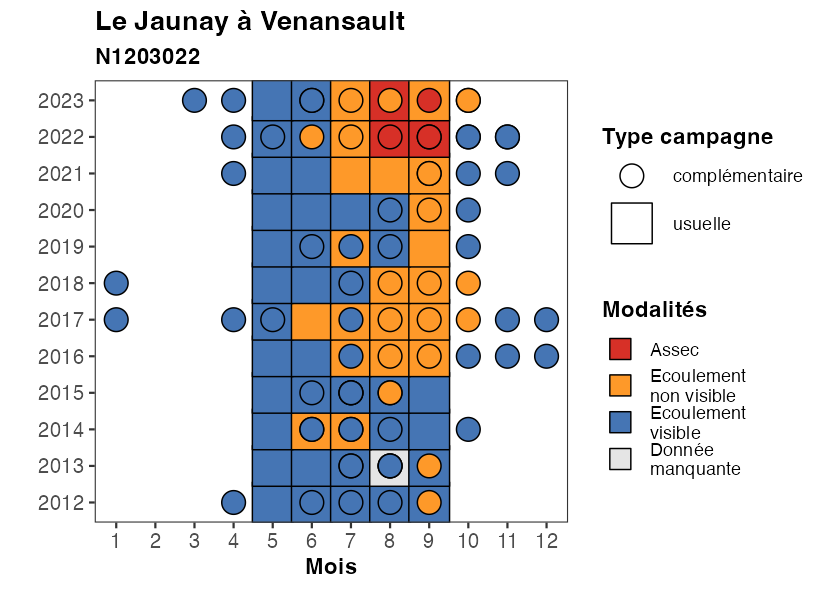 Le Jaunay à Venansault
N1203022
2023
2022
2021
2020
2019
2018
2017
2016
2015
2014
2013
2012
1 2 3 4 5 6 7 8 9 10 11 12
Mois
Type campagne
complémentaire
usuelle
Modalités
Assec
Ecoulement
non visible
Ecoulement
visible
Donnée
manquante